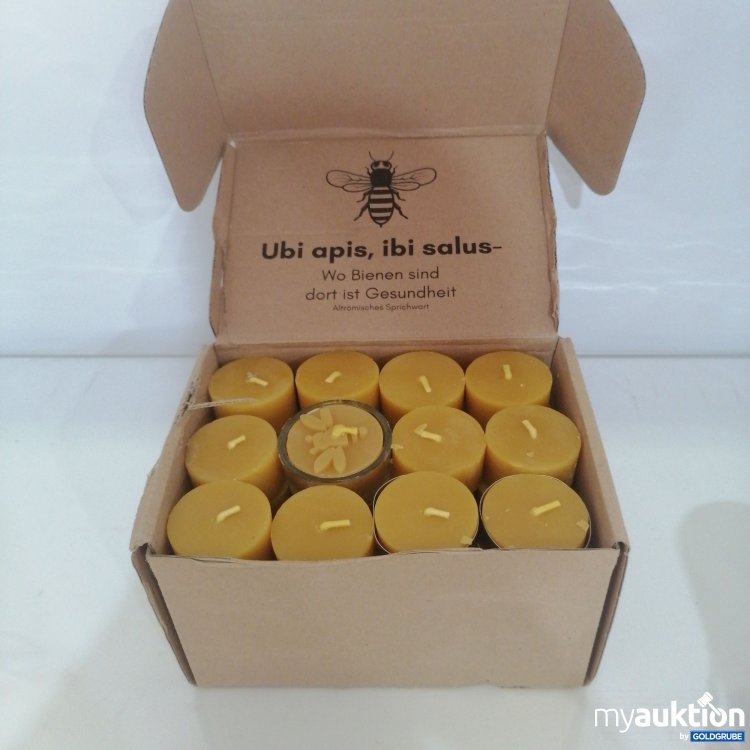 Ubi apis, ibi salus-
Wo Bienen sind
dort ist Gesundheit
Altrömisches Sprichwort
myauktion
by GOLDGRUBE